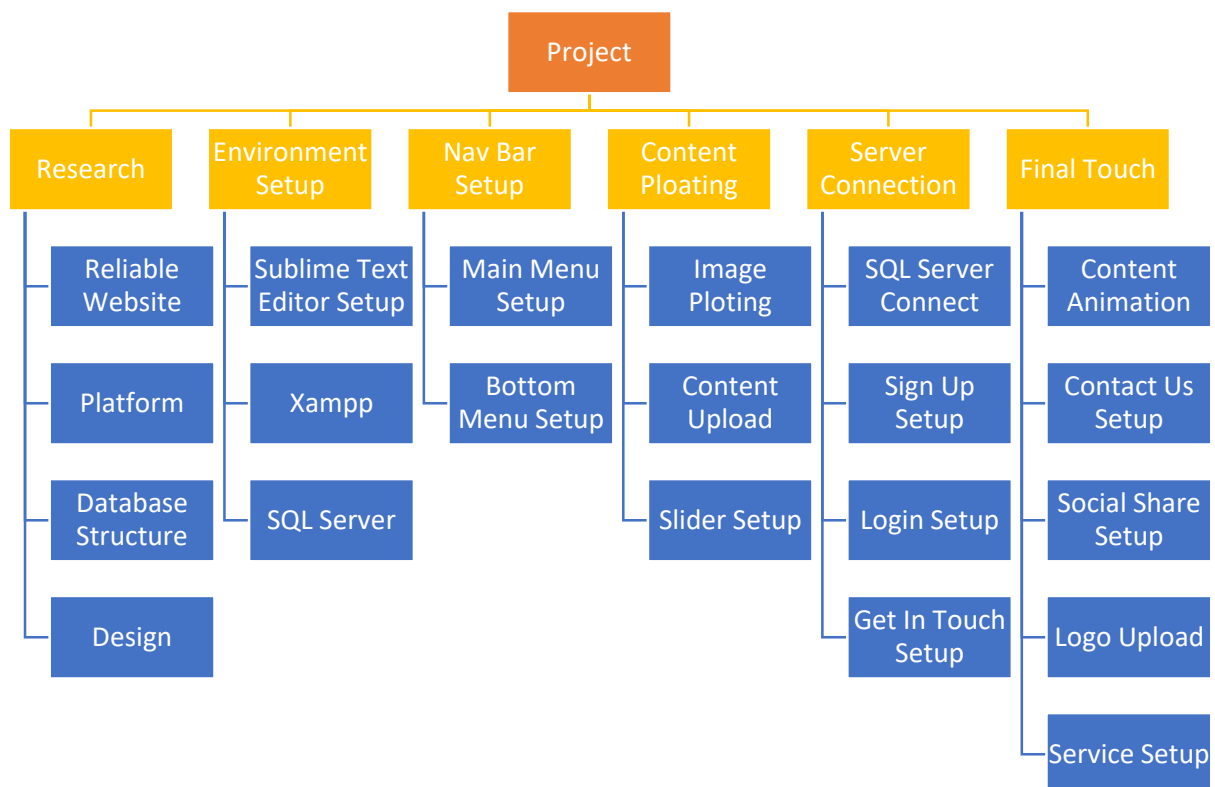 Project
Research
Environment
Setup
Nav Bar
Setup
Content
Ploating
Server
Connection
Final Touch
Reliable
Website
Platform
Database
Structure
Design
Sublime Text
Editor Setup
Xampp
SQL Server
Main Menu
Setup
Bottom
Menu Setup
Image
Ploting
Content
Upload
Slider Setup
SQL Server
Connect
Sign Up
Setup
Login Setup
Get In Touch
Setup
Content
Animation
Contact Us
Setup
Social Share
Setup
Logo Upload
Service Setup